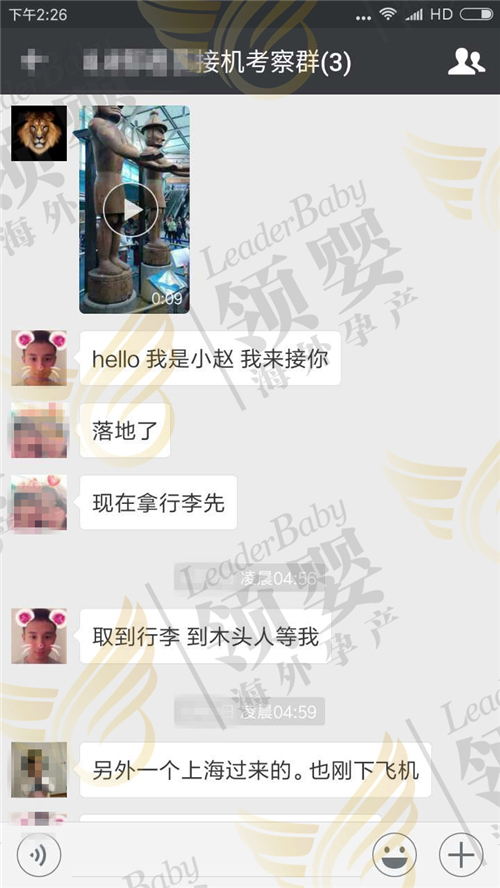 下午2:26
HD
接机考察群(3)
0:09
hello 我是小赵 我来接你
落地了
现在拿行李先
凌晨04:56
取到行李 到木头人等我
日 凌晨04:59
另外一个上海过来的。也刚下飞机
LeaderBaby
领婴
海外孕产
LeaderBaby
领婴
海外孕产
LeaderBaby
领婴
海外孕产
LeaderBaby
领
海